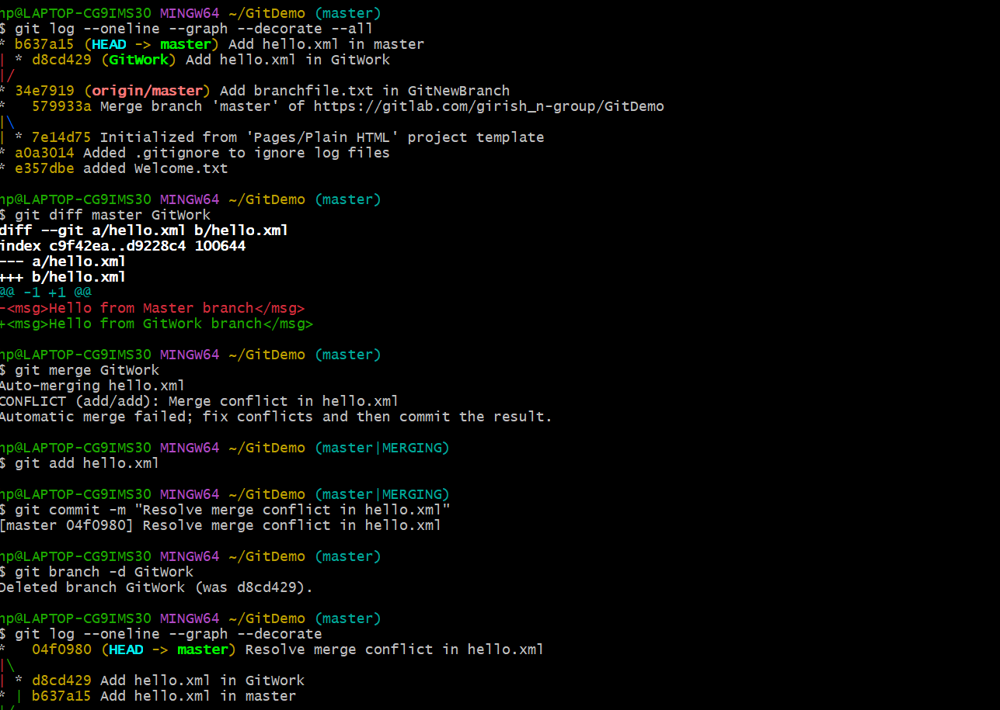 hp@LAPTOP-CG9IMS30 MINGW64 ~/GitDemo (master)
$ git log --oneline --graph --decorate --all
* b637a15 (HEAD -> master) Add hello.xml in master
| * d8cd429 (GitWork) Add hello.xml in GitWork
|/
* 34e7919 (origin/master) Add branchfile.txt in GitNewBranch
*   579933a Merge branch 'master' of https://gitlab.com/girish_n-group/GitDemo
|\
| * 7e14d75 Initialized from 'Pages/Plain HTML' project template
* a0a3014 Added .gitignore to ignore log files
* e357dbe added Welcome.txt
hp@LAPTOP-CG9IMS30 MINGW64 ~/GitDemo (master)
$ git diff master GitWork
diff --git a/hello.xml b/hello.xml
index c9f42ea..d9228c4 100644
--- a/hello.xml
+++ b/hello.xml
@@ -1 +1 @@
-<msg>Hello from Master branch</msg>
+<msg>Hello from GitWork branch</msg>
hp@LAPTOP-CG9IMS30 MINGW64 ~/GitDemo (master)
$ git merge GitWork
Auto-merging hello.xml
CONFLICT (add/add): Merge conflict in hello.xml
Automatic merge failed; fix conflicts and then commit the result.
hp@LAPTOP-CG9IMS30 MINGW64 ~/GitDemo (master|MERGING)
$ git add hello.xml
hp@LAPTOP-CG9IMS30 MINGW64 ~/GitDemo (master|MERGING)
$ git commit -m "Resolve merge conflict in hello.xml"
[master 04f0980] Resolve merge conflict in hello.xml
hp@LAPTOP-CG9IMS30 MINGW64 ~/GitDemo (master)
$ git branch -d GitWork
Deleted branch GitWork (was d8cd429).
hp@LAPTOP-CG9IMS30 MINGW64 ~/GitDemo (master)
$ git log --oneline --graph --decorate
*   04f0980 (HEAD -> master) Resolve merge conflict in hello.xml
|\
| * d8cd429 Add hello.xml in GitWork
* | b637a15 Add hello.xml in master
|/